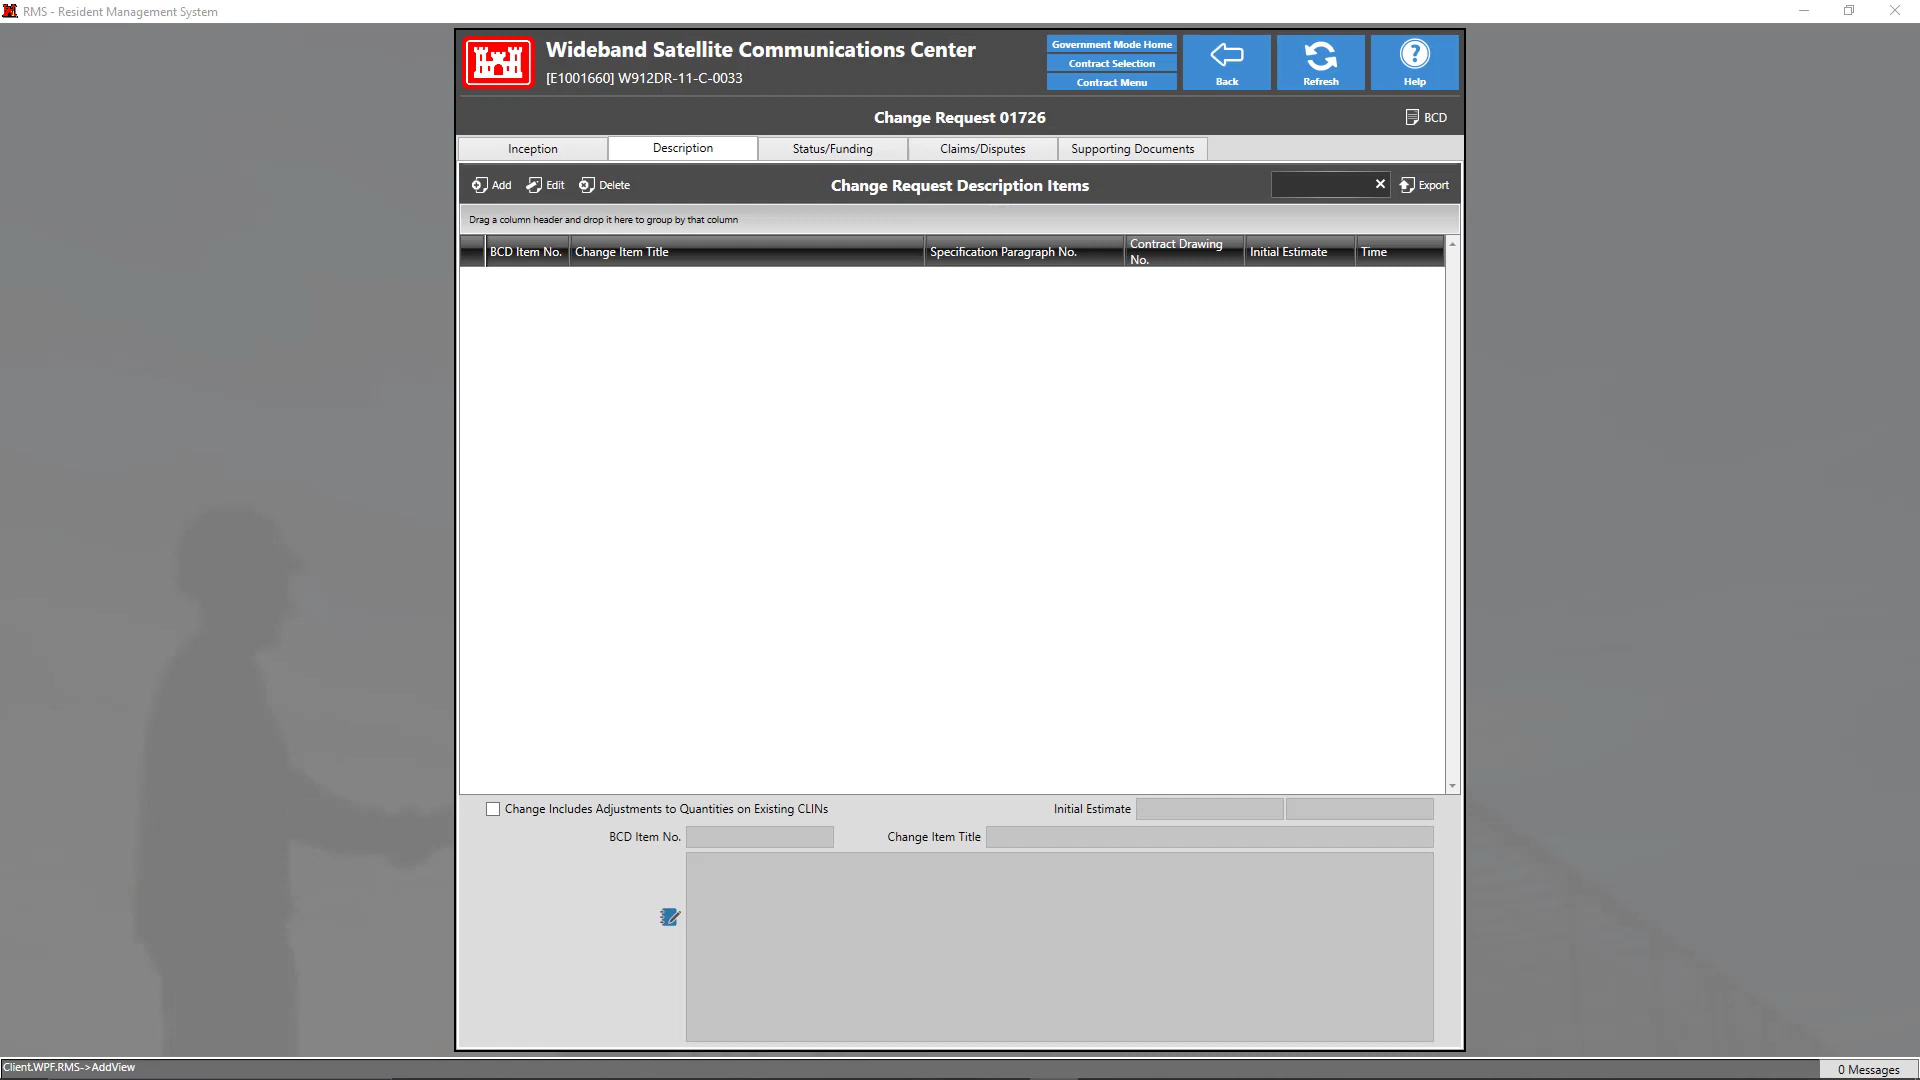 RMS - Resident Management System
Wideband Satellite Communications Center
[E1001660] W912DR-11-C-0033
Government Mode Home
Contract Selection
Contract Menu
Back
Refresh
Help
Change Request 01726
BCD
Inception
Description
Status/Funding
Claims/Disputes
Supporting Documents
Add
Edit
Delete
Change Request Description Items
Export
Drag a column header and drop it here to group by that column
BCD Item No.
Change Item Title
Specification Paragraph No.
Contract Drawing
No.
Initial Estimate
Time
Change Includes Adjustments to Quantities on Existing CLINs
Initial Estimate
BCD Item No.
Change Item Title
Client.WPF.RMS->AddView
0 Messages